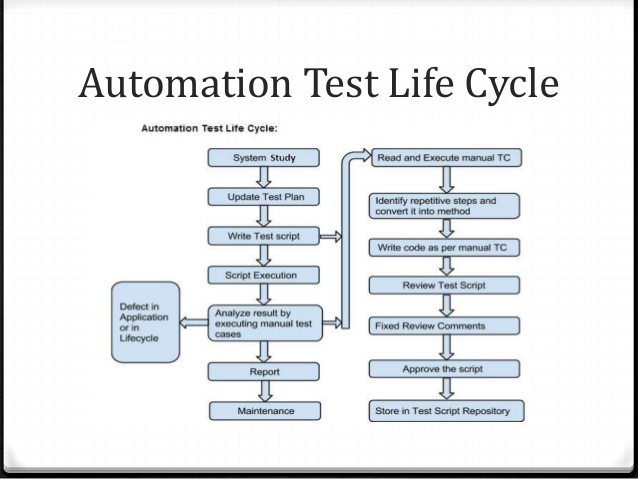 Automation Test Life Cycle
Automation Test Life Cycle:
System Study
Update Test Plan
Write Test script
Script Execution
Analyze result by
executing manual test
cases
Defect in
Application
or in
Lifecycle
Report
Maintenance
Read and Execute manual TC
Identify repetitive steps and
convert it into method
Write code as per manual TC
Review Test Script
Fixed Review Comments
Approve the script
Store in Test Script Repository